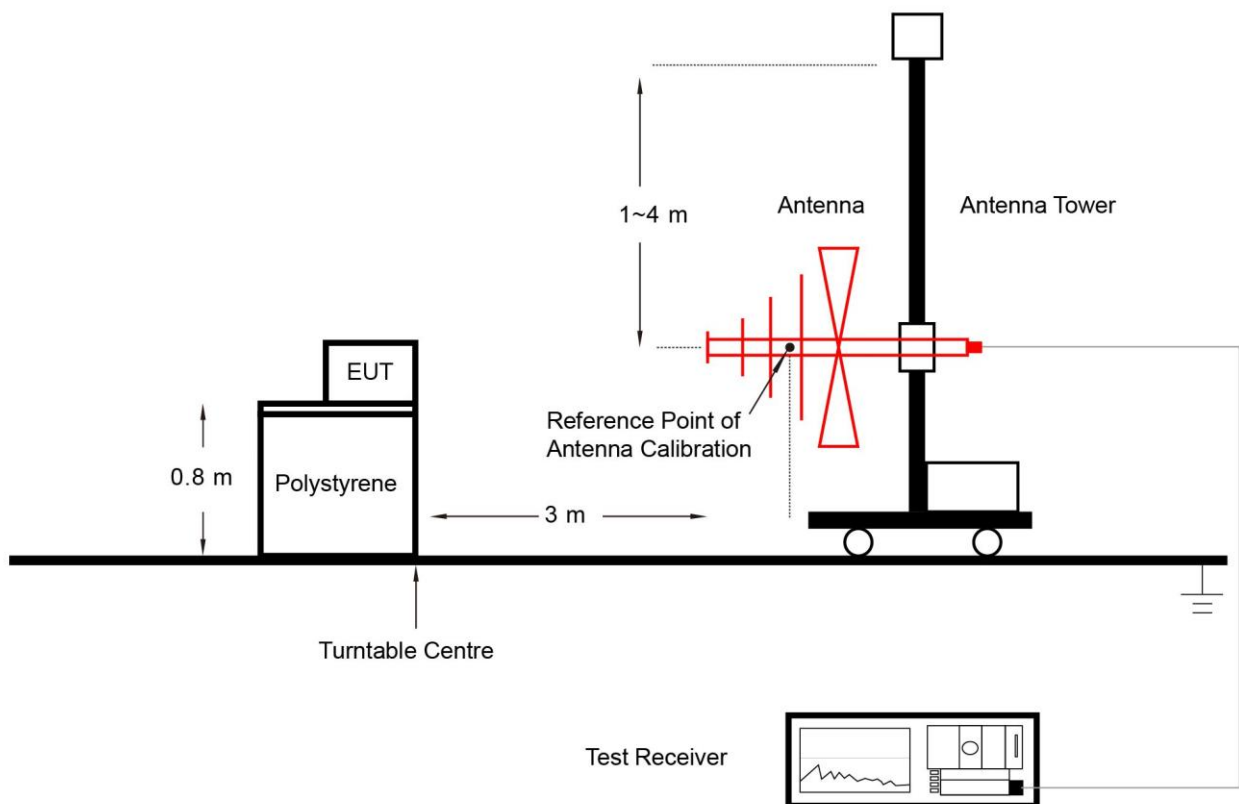 1~4 m
Antenna
Antenna Tower
EUT
Reference Point of
Antenna Calibration
0.8 m
Polystyrene
3 m
Turntable Centre
Test Receiver